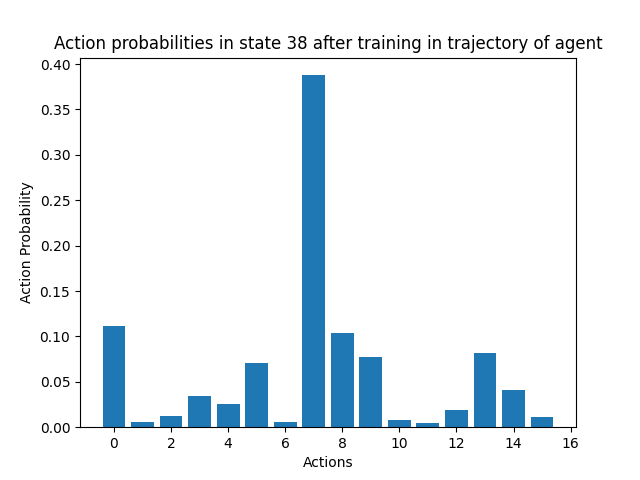 Action probabilities in state 38 after training in trajectory of agent
0.40
0.35
0.30
0.25
0.20
0.15
0.10
0.05
0.00
Action Probability
0 2 4 6 8 10 12 14 16
Actions